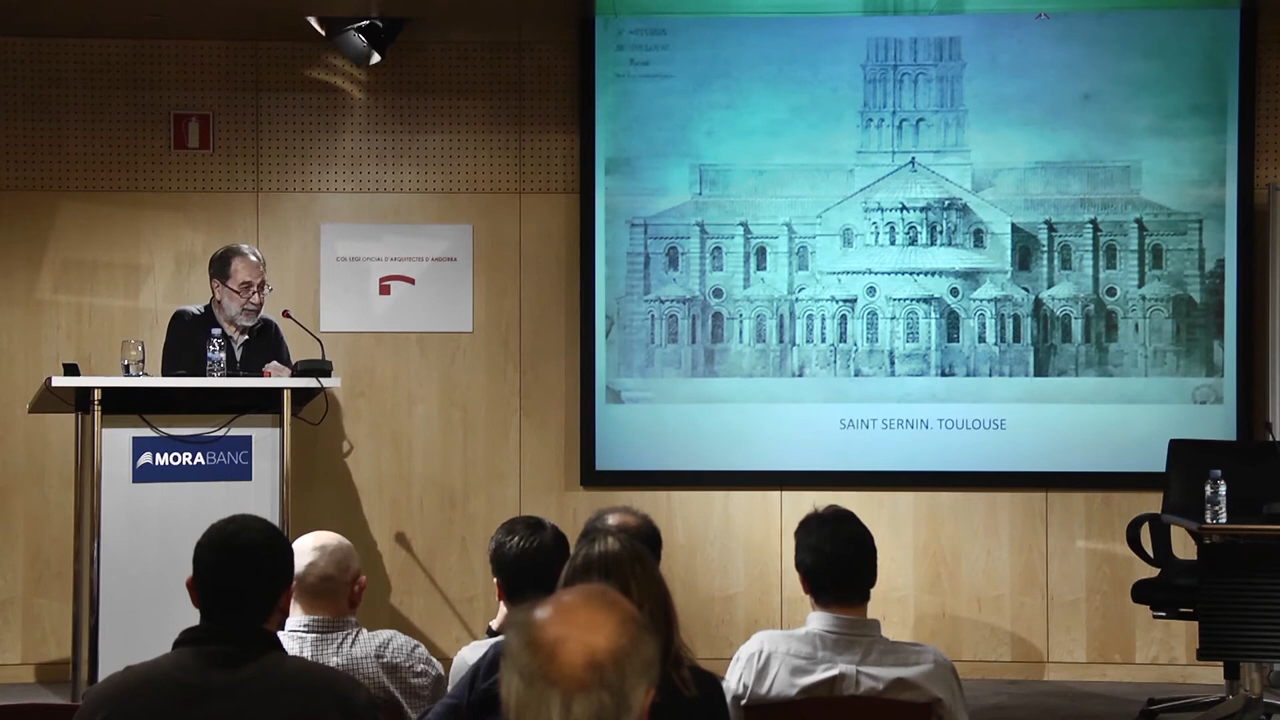 COL·LEGI OFICIAL D'ARQUITECTES D'ANDORRA
SAINT SERNIN. TOULOUSE
MORABANC